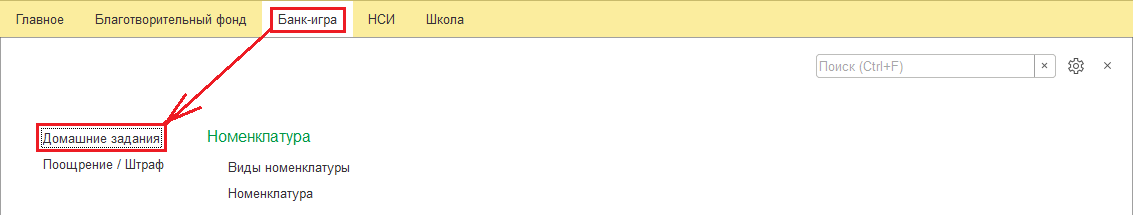 Главное Благотворительный фонд Банк-игра НСИ Школа
Поиск (Ctrl+F) × ×
Домашние задания
Поощрение / Штраф
Номенклатура
Виды номенклатуры
Номенклатура